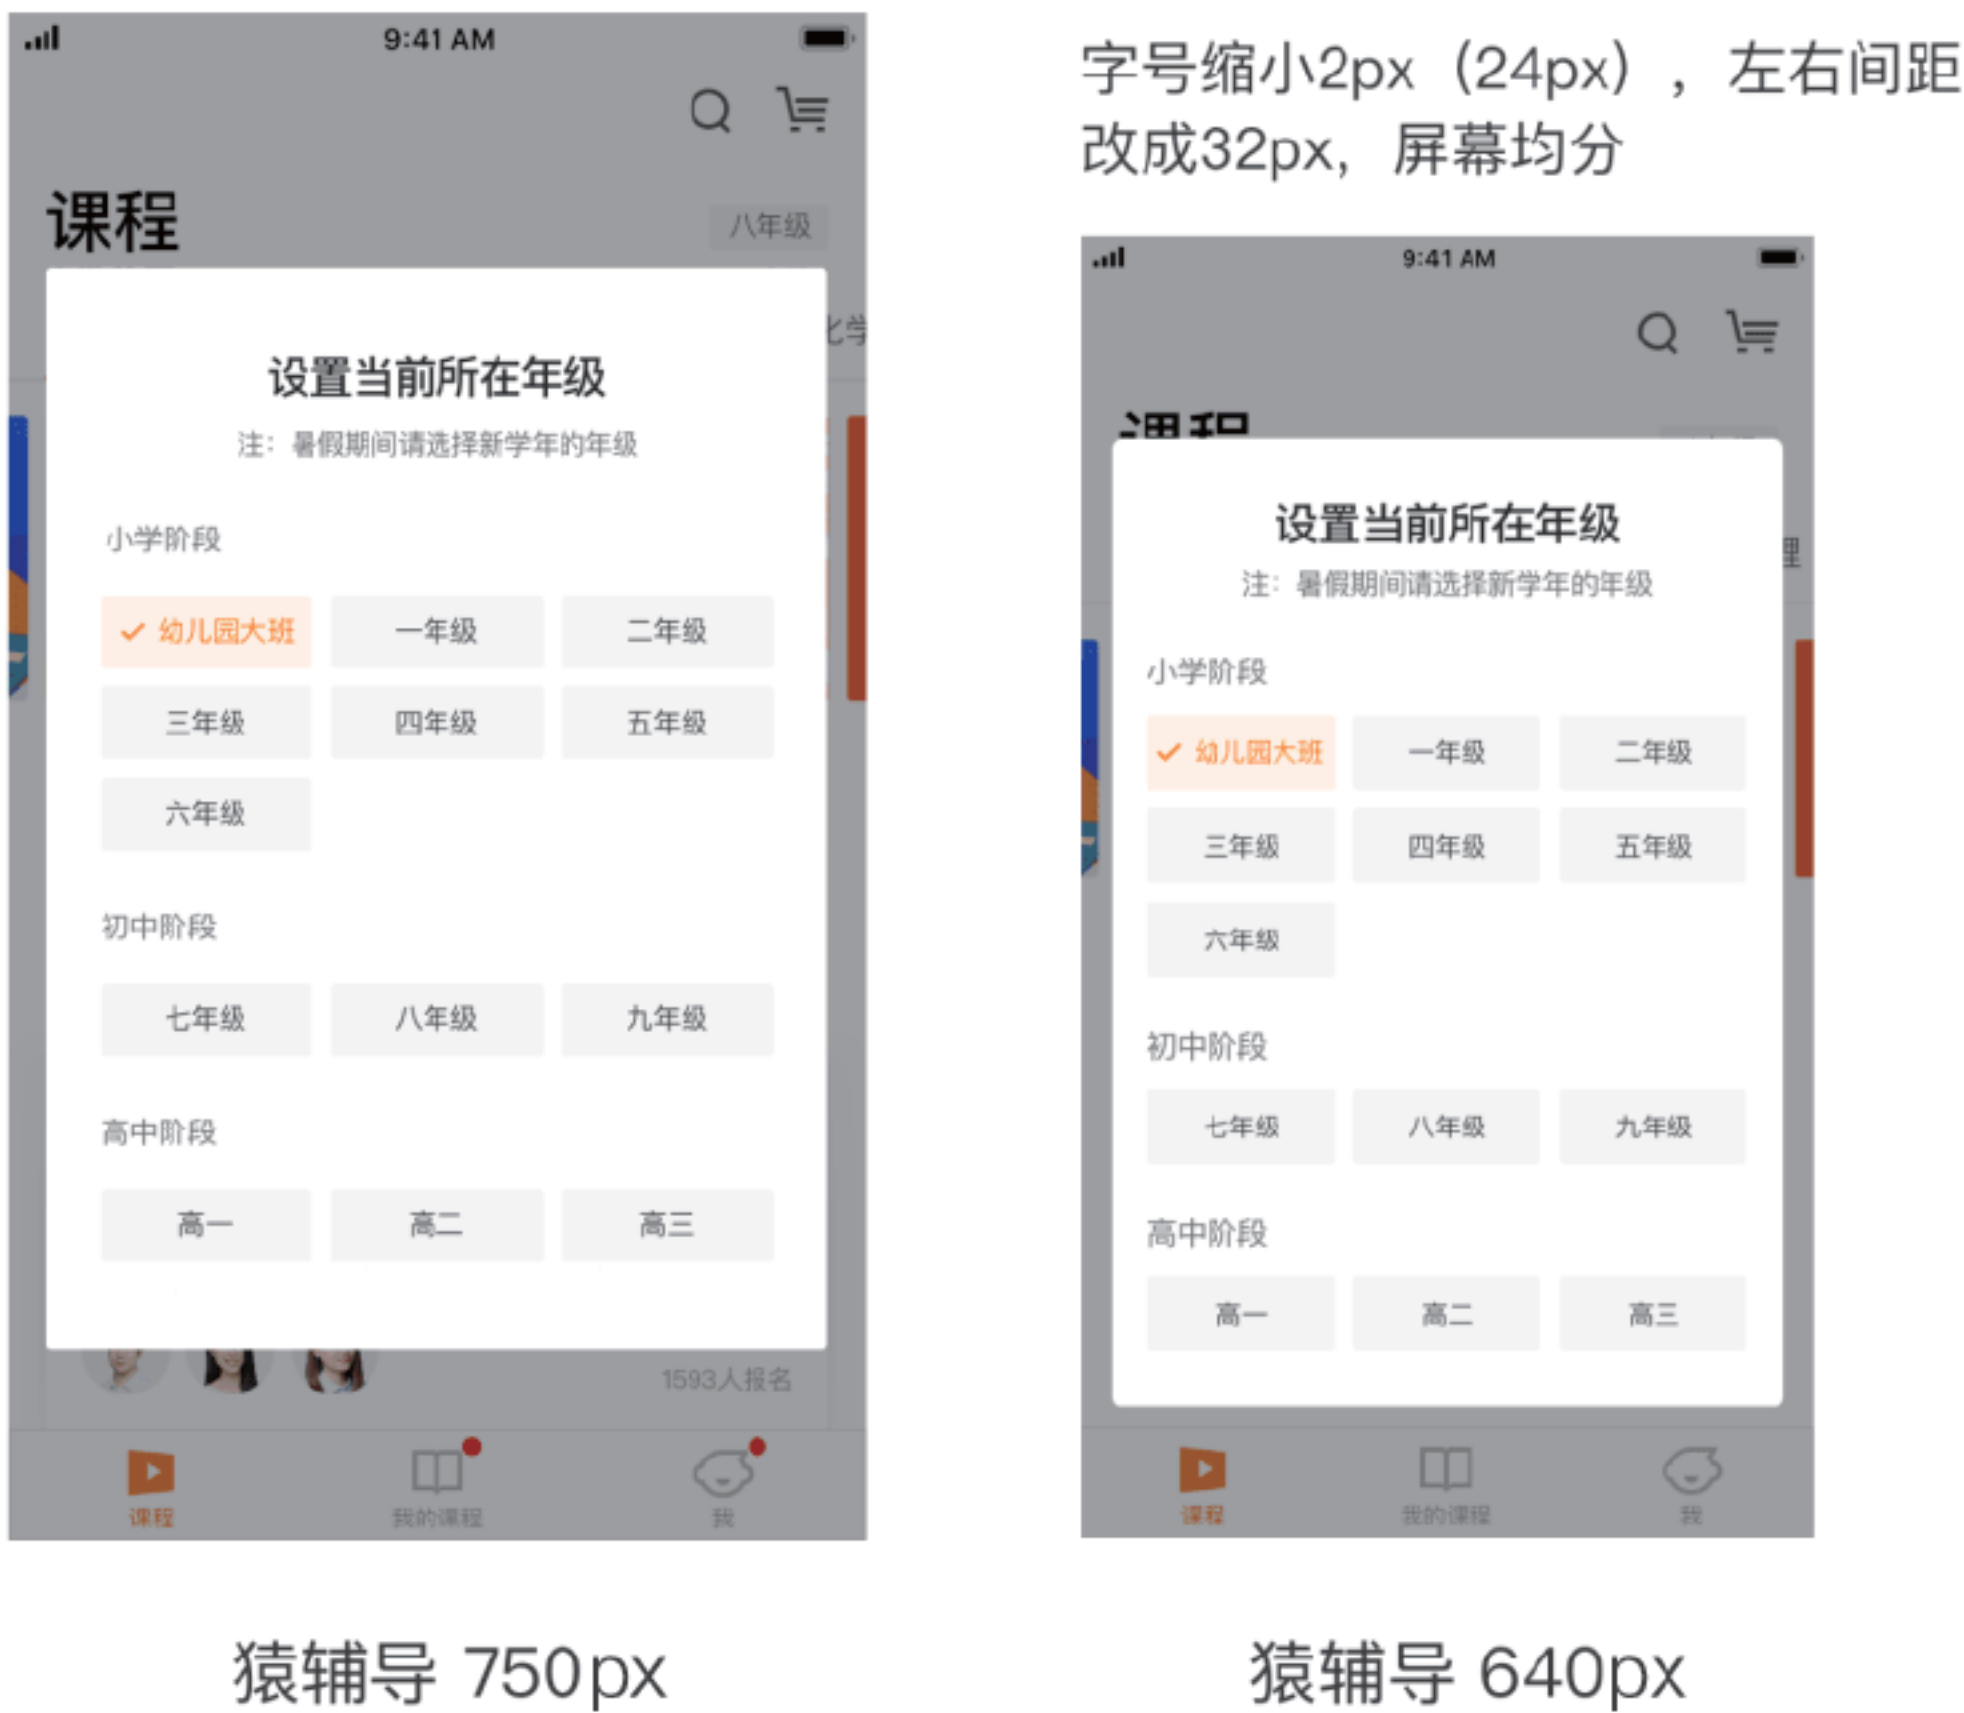 9:41 AM
课程
八年级
化学
设置当前所在年级
注：暑假期间请选择新学年的年级
小学阶段
幼儿园大班
一年级
二年级
三年级
四年级
五年级
六年级
初中阶段
七年级
八年级
九年级
高中阶段
高一
高二
高三
1593人报名
课程
我的课程
我
猿辅导 750px
字号缩小2px（24px），左右间距
改成32px，屏幕均分
9:41 AM
课程
理
设置当前所在年级
注：暑假期间请选择新学年的年级
小学阶段
幼儿园大班
一年级
二年级
三年级
四年级
五年级
六年级
初中阶段
七年级
八年级
九年级
高中阶段
高一
高二
高三
课程
我的课程
我
猿辅导 640px